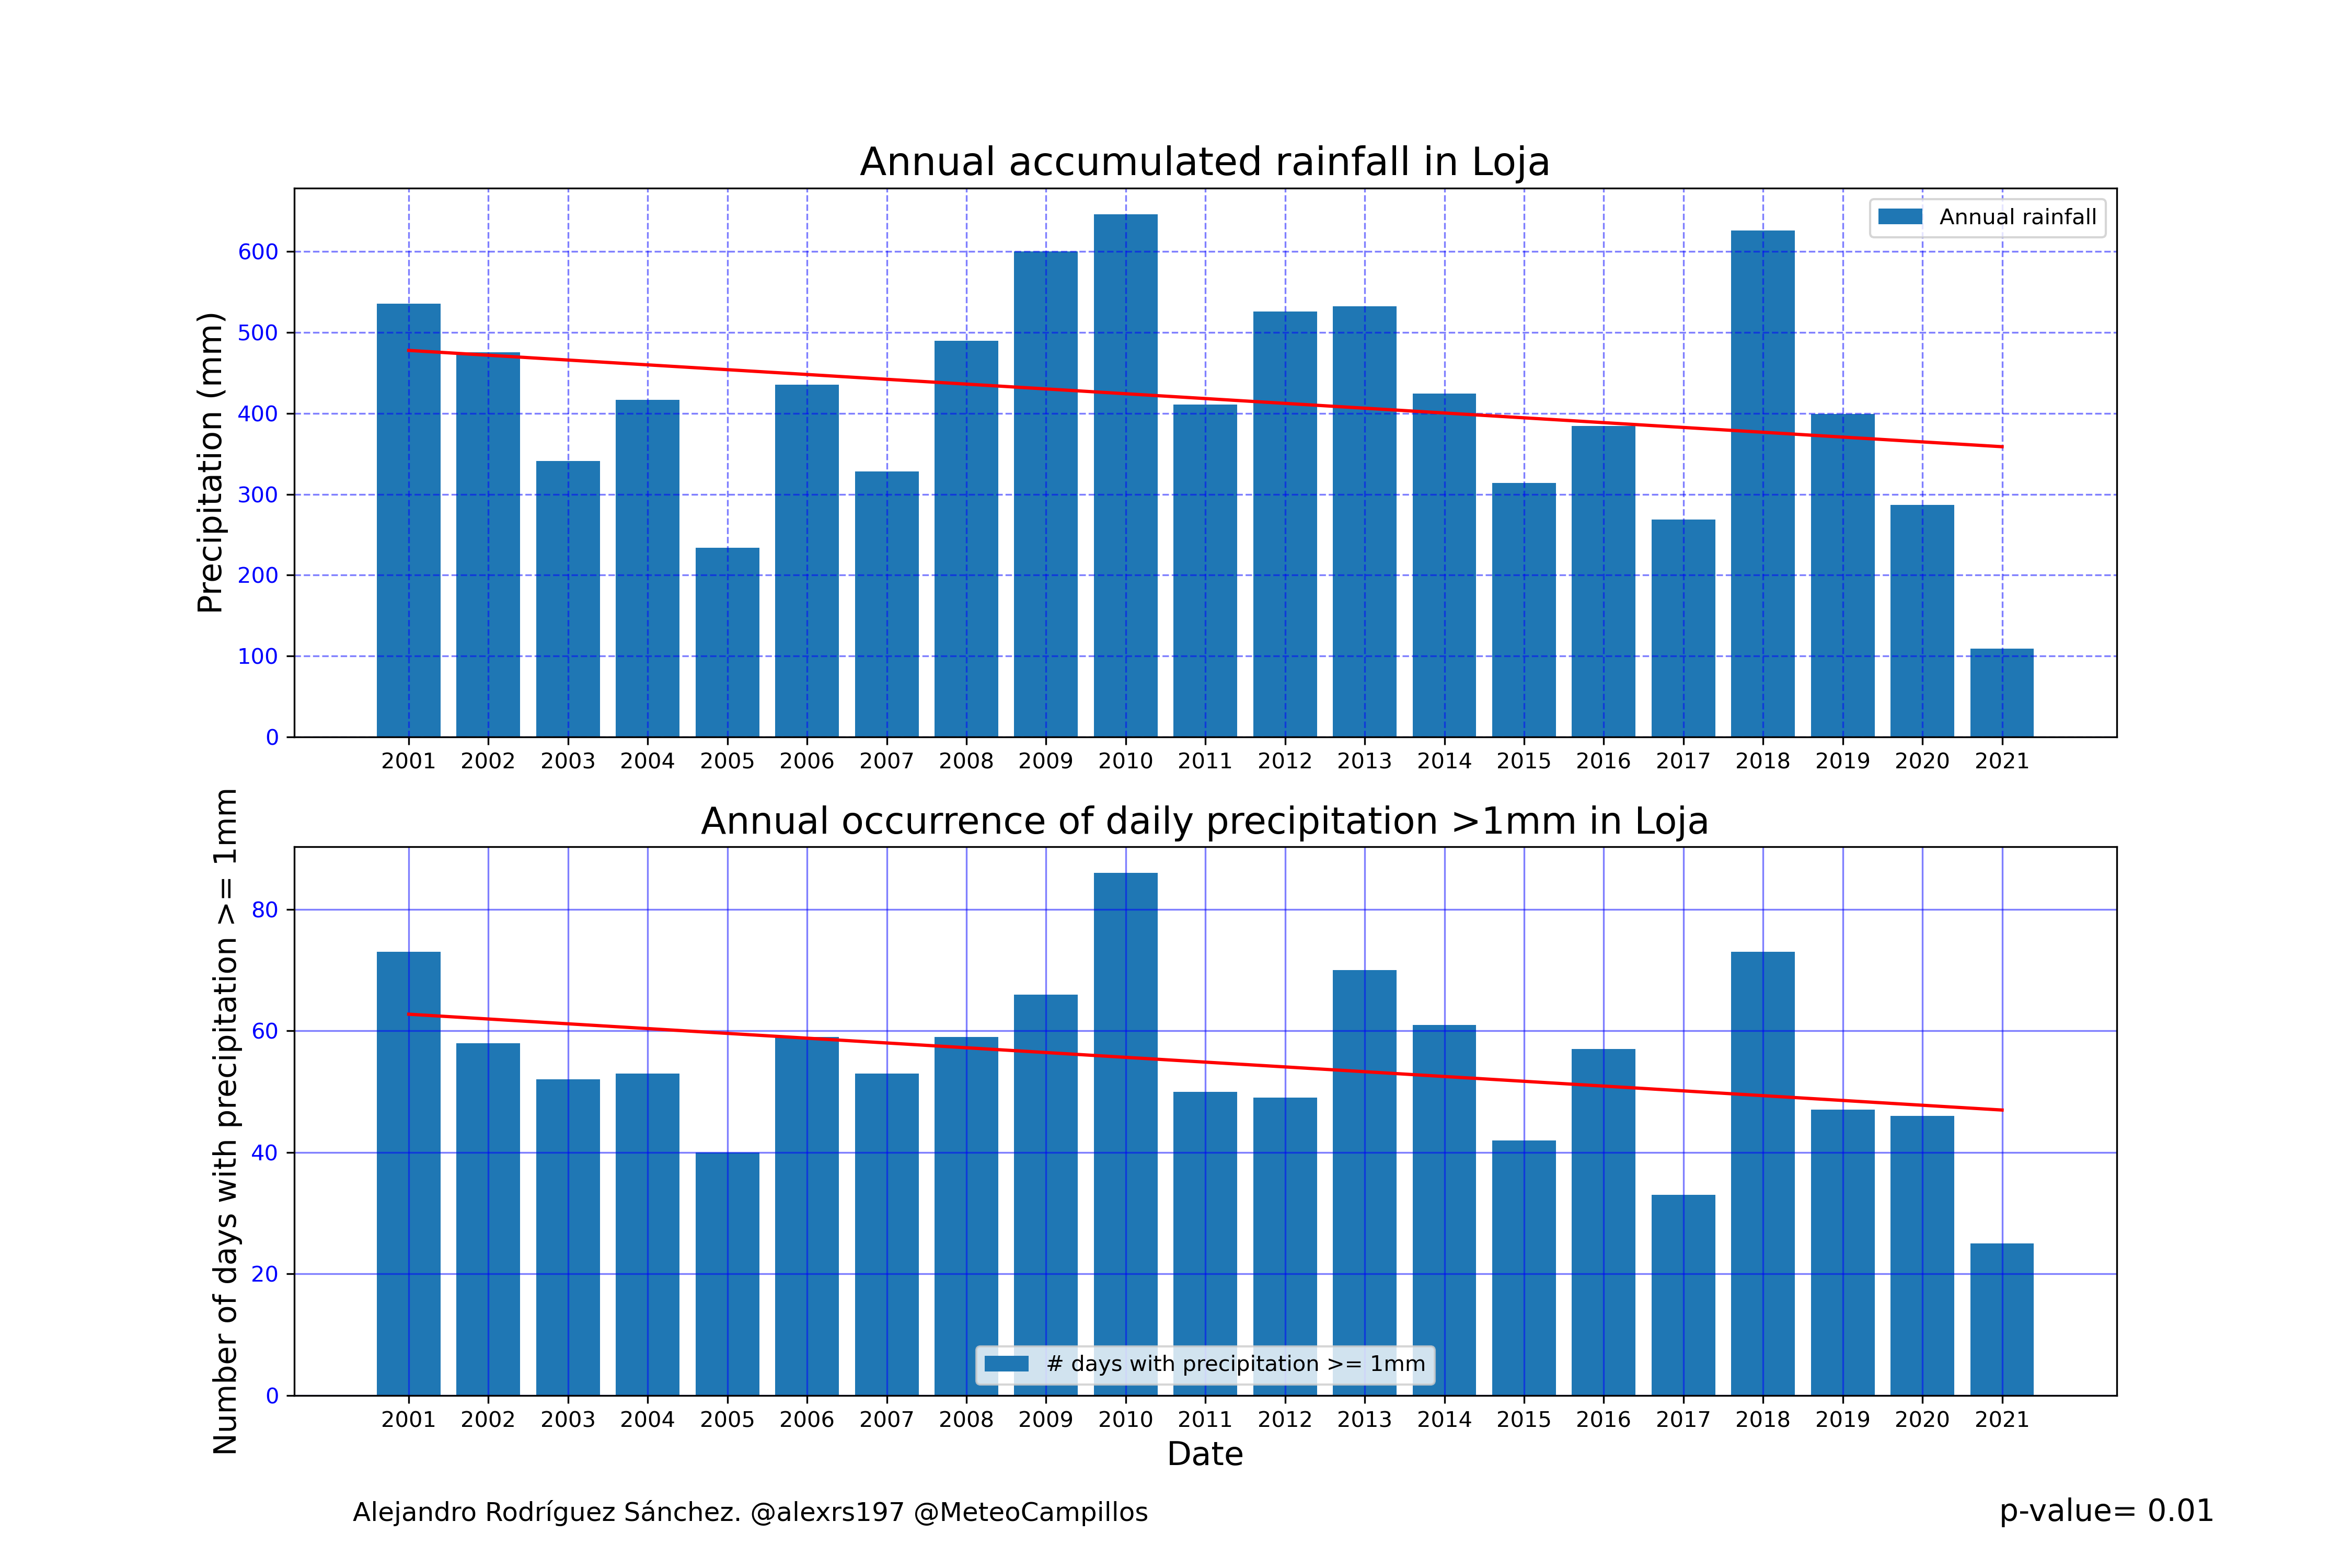 Annual accumulated rainfall in Loja
Precipitation (mm)
600
500
400
300
200
100
0
Annual rainfall
2001 2002 2003 2004 2005 2006 2007 2008 2009 2010 2011 2012 2013 2014 2015 2016 2017 2018 2019 2020 2021
Annual occurrence of daily precipitation >1mm in Loja
Number of days with precipitation >= 1mm
80
60
40
20
0
# days with precipitation >= 1mm
2001 2002 2003 2004 2005 2006 2007 2008 2009 2010 2011 2012 2013 2014 2015 2016 2017 2018 2019 2020 2021
Date
Alejandro Rodríguez Sánchez. @alexrs197 @MeteoCampillos
p-value= 0.01